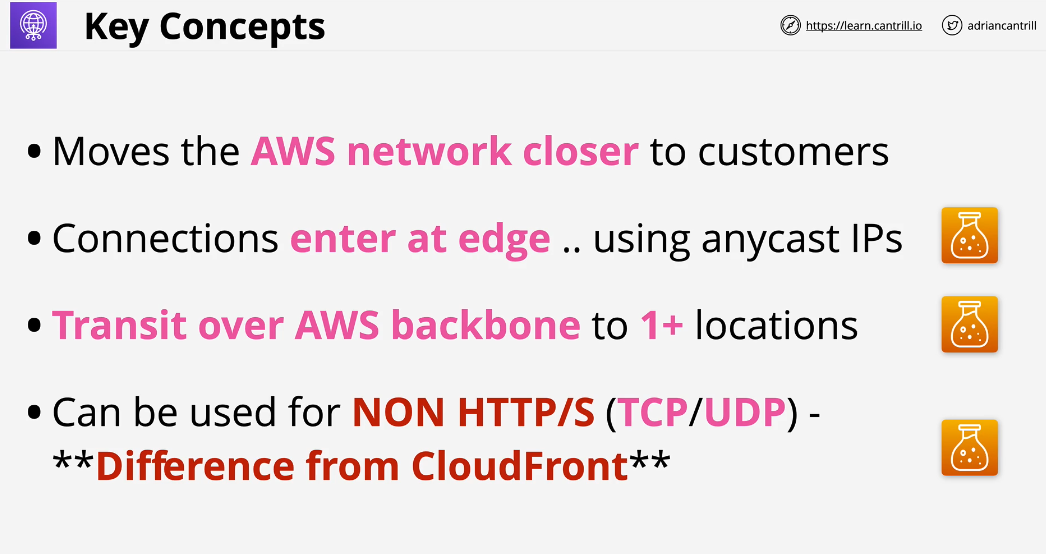 Key Concepts
https://learn.cantrill.io
adriancantrill
• Moves the AWS network closer to customers
• Connections enter at edge .. using anycast IPs
• Transit over AWS backbone to 1+ locations
• Can be used for NON HTTP/S (TCP/UDP) -
**Difference from CloudFront**